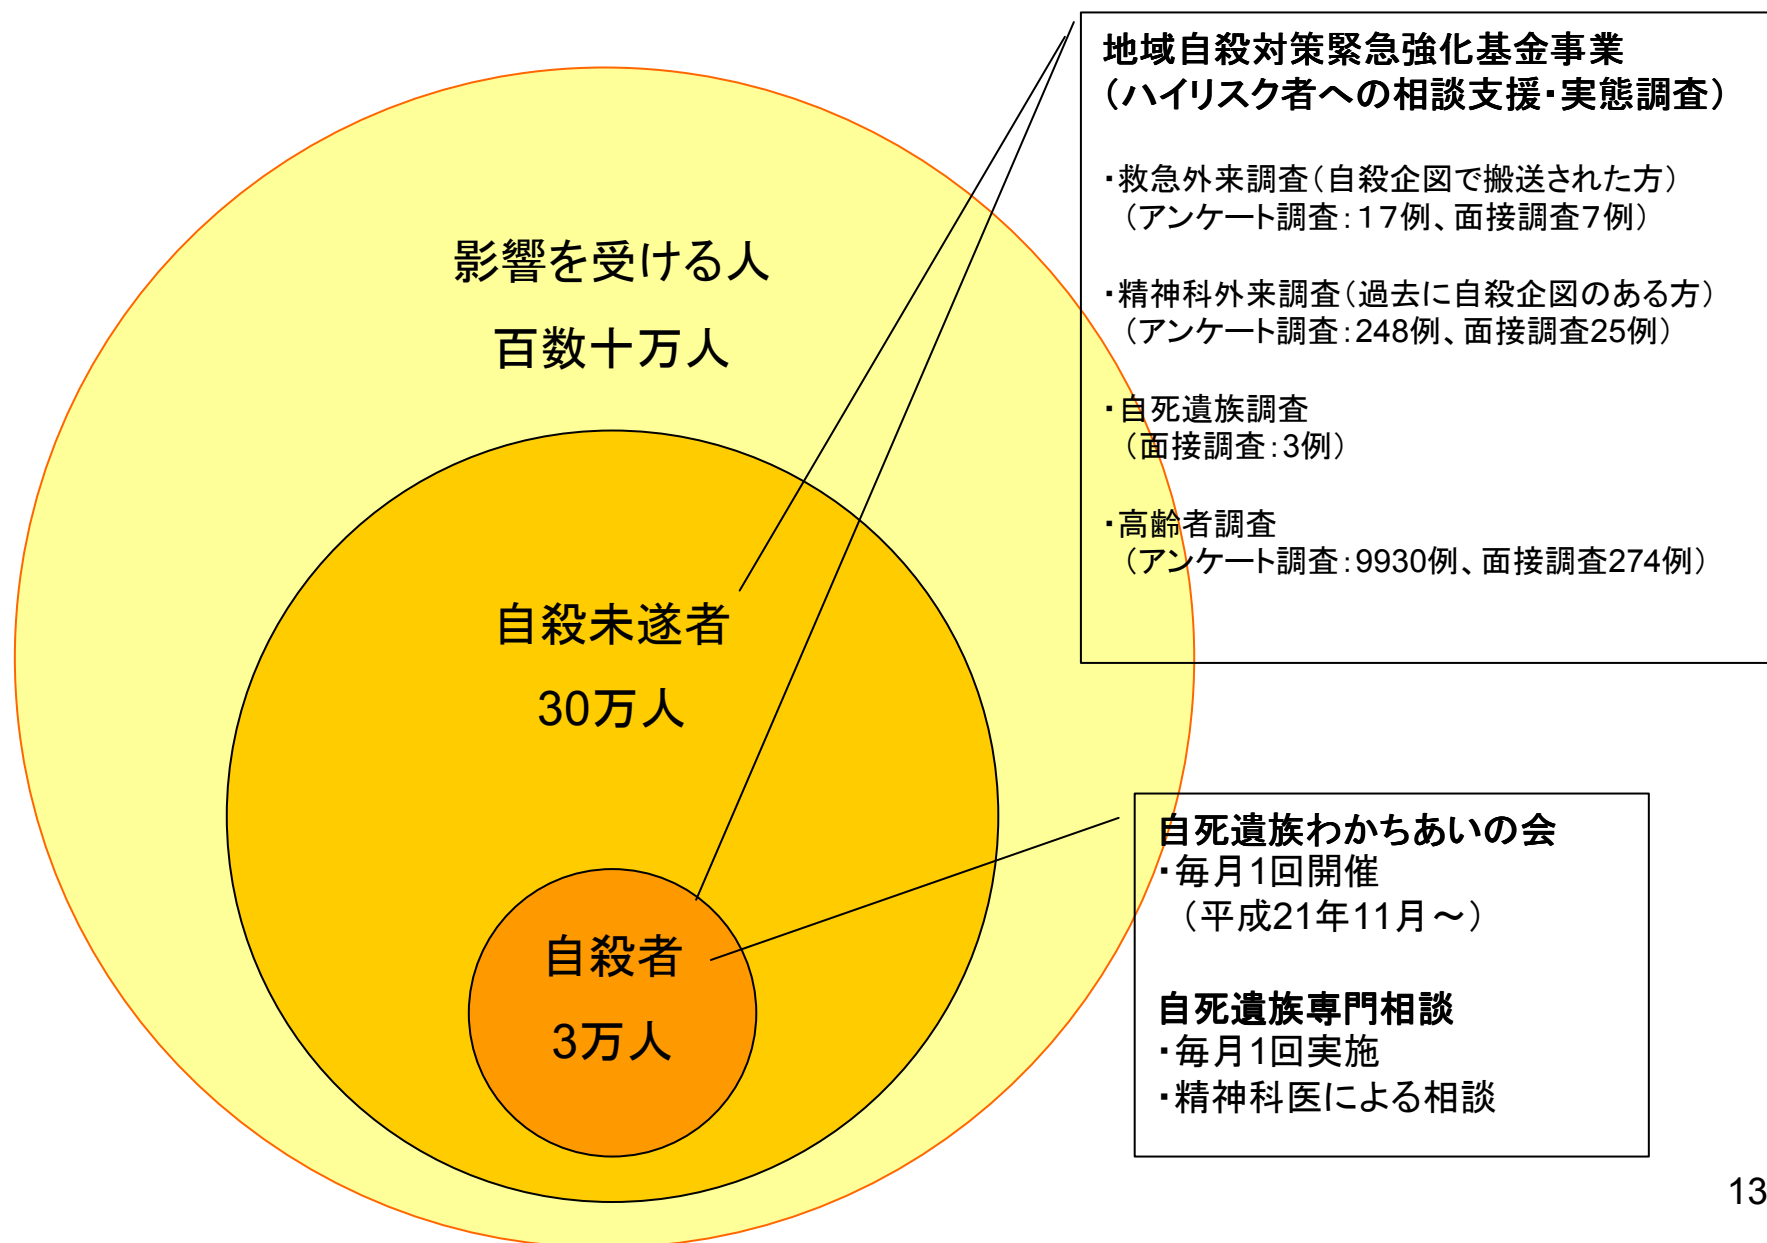 影響を受ける人
百数十万人
自殺未遂者
30万人
自殺者
3万人
地域自殺対策緊急強化基金事業
（ハイリスク者への相談支援・実態調査）
・救急外来調査（自殺企図で搬送された方）
（アンケート調査：１７例、面接調査７例）
・精神科外来調査（過去に自殺企図のある方）
（アンケート調査：248例、面接調査25例）
・自死遺族調査
（面接調査：3例）
・高齢者調査
（アンケート調査：9930例、面接調査274例）
自死遺族わかちあいの会
・毎月1回開催
（平成21年11月～）
自死遺族専門相談
・毎月1回実施
・精神科医による相談
13